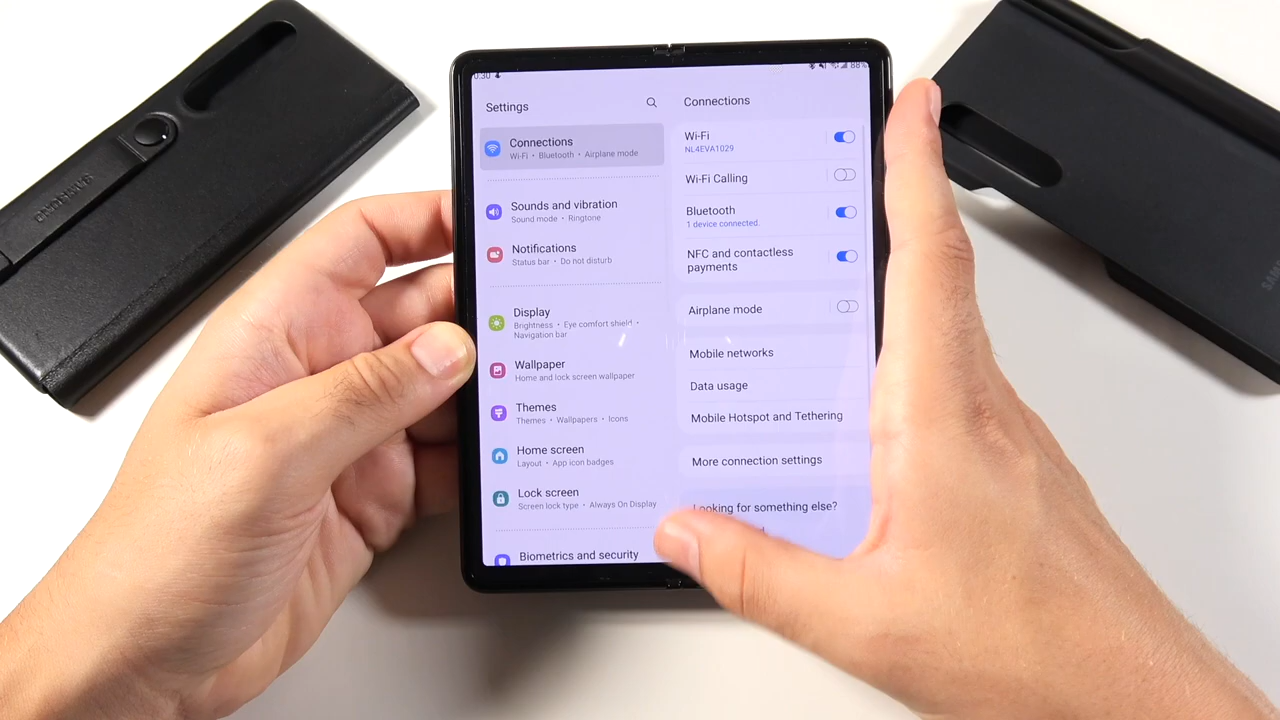 0:30
88%
Settings
Connections
Wi-Fi • Bluetooth • Airplane mode
Sounds and vibration
Sound mode • Ringtone
Notifications
Status bar • Do not disturb
Display
Brightness • Eye comfort shield •
Navigation bar
Wallpaper
Home and lock screen wallpaper
Themes
Themes • Wallpapers • Icons
Home screen
Layout • App icon badges
Lock screen
Screen lock type • Always On Display
Biometrics and security
Connections
Wi-Fi
NL4EVA1029
Wi-Fi Calling
Bluetooth
1 device connected.
NFC and contactless
payments
Airplane mode
Mobile networks
Data usage
Mobile Hotspot and Tethering
More connection settings
Looking for something else?
SAMSUNG